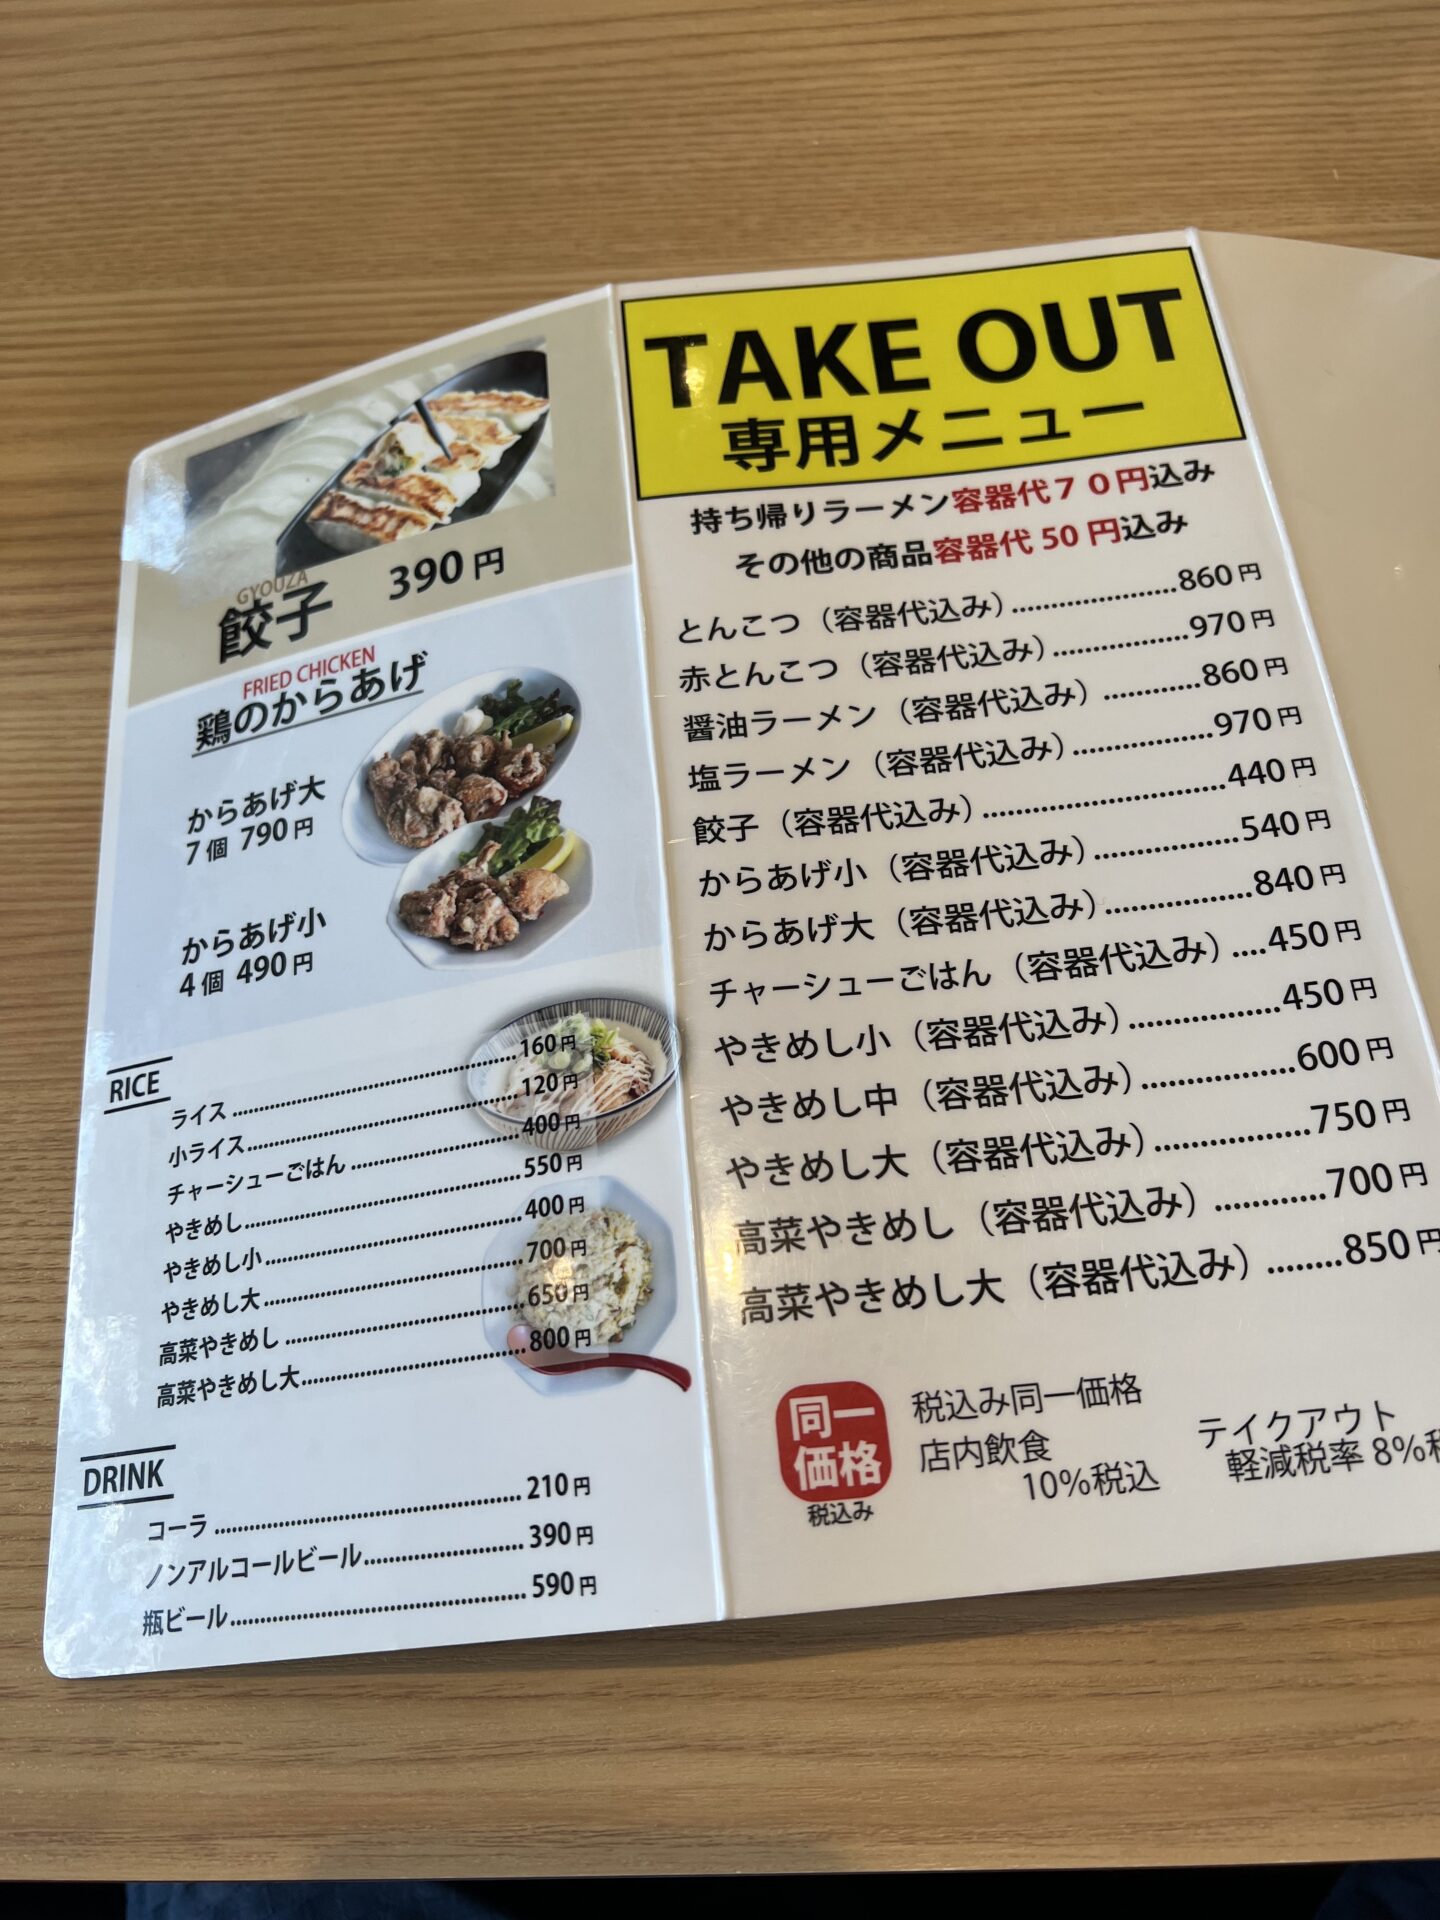 GYOUZA
餃子 390円
FRIED CHICKEN
鶏のからあげ
からあげ大
7個 790円
からあげ小
4個 490円
RICE
ライス 160円
小ライス 120円
チャーシューごはん 400円
やきめし 550円
やきめし小 400円
やきめし大 700円
高菜やきめし 650円
高菜やきめし大 800円
DRINK
コーラ 210円
ノンアルコールビール 390円
瓶ビール 590円
TAKE OUT
専用メニュー
持ち帰りラーメン容器代70円込み
その他の商品容器代50円込み
とんこつ（容器代込み） 860円
赤とんこつ（容器代込み） 970円
醤油ラーメン（容器代込み） 860円
塩ラーメン（容器代込み） 970円
餃子（容器代込み） 440円
からあげ小（容器代込み） 540円
からあげ大（容器代込み） 840円
チャーシューごはん（容器代込み） 450円
やきめし小（容器代込み） 450円
やきめし中（容器代込み） 600円
やきめし大（容器代込み） 750円
高菜やきめし（容器代込み） 700円
高菜やきめし大（容器代込み） 850円
同一
価格
税込み
税込み同一価格
店内飲食
10%税込
テイクアウト
軽減税率8%税